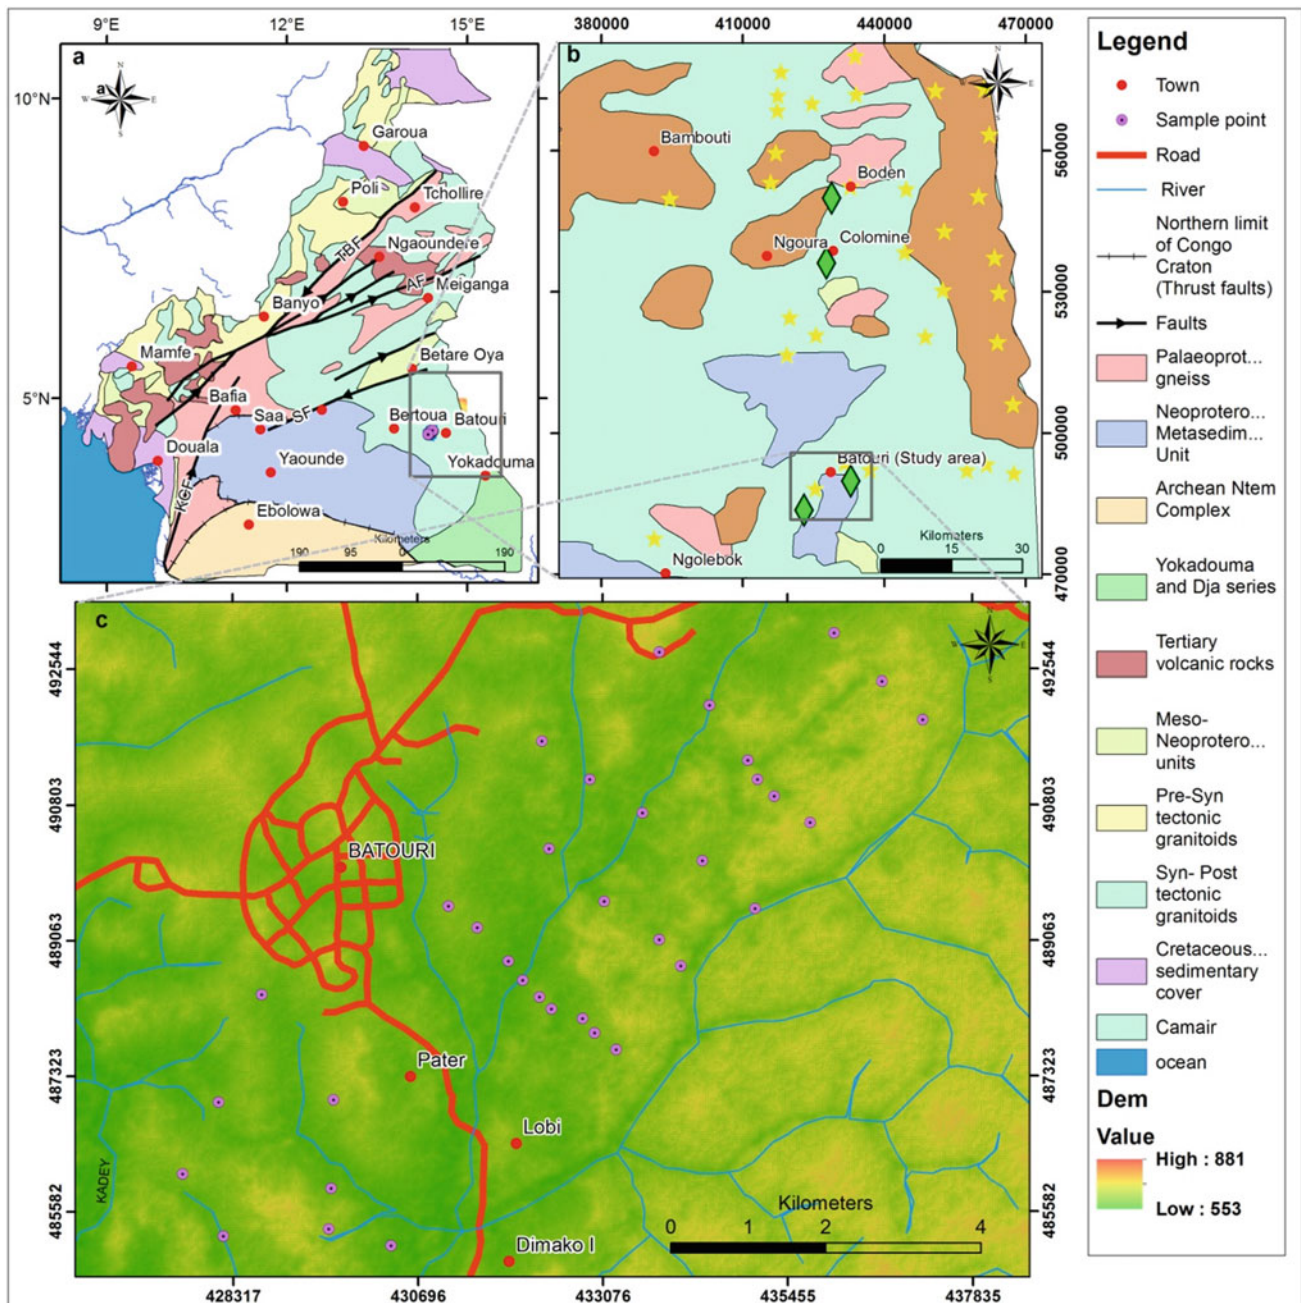 9°E
12°E
15°E
10°N
5°N
a
a
N
W
E
S
Garoua
Poli
Tchollire
TBF
Ngaoundere
AF
Meiganga
Banyo
Mamfe
Betare Oya
Bafia
Saa
SF
Bertoua
Batouri
Douala
Yaounde
Yokadouma
KCF
Ebolowa
Kilometers
190
95
0
190
380000
410000
440000
470000
b
N
W
E
S
Bambouti
Boden
Ngoura
Colomine
Batouri (Study area)
Ngolebok
Kilometers
0
15
30
560000
530000
500000
470000
c
N
W
E
S
BATOURI
Pater
Lobi
Dimako I
KADEY
Kilometers
0
1
2
4
492544
490803
489063
487323
485582
492544
490803
489063
487323
485582
428317
430696
433076
435455
437835
Legend
Town
Sample point
Road
River
Northern limit
of Congo
Craton
(Thrust faults)
Faults
Palaeoprot...
gneiss
Neoprotero...
Metasedim...
Unit
Archean Ntem
Complex
Yokadouma
and Dja series
Tertiary
volcanic rocks
Meso-
Neoprotero...
units
Pre-Syn
tectonic
granitoids
Syn- Post
tectonic
granitoids
Cretaceous...
sedimentary
cover
Camair
ocean
Dem
Value
High : 881
Low : 553